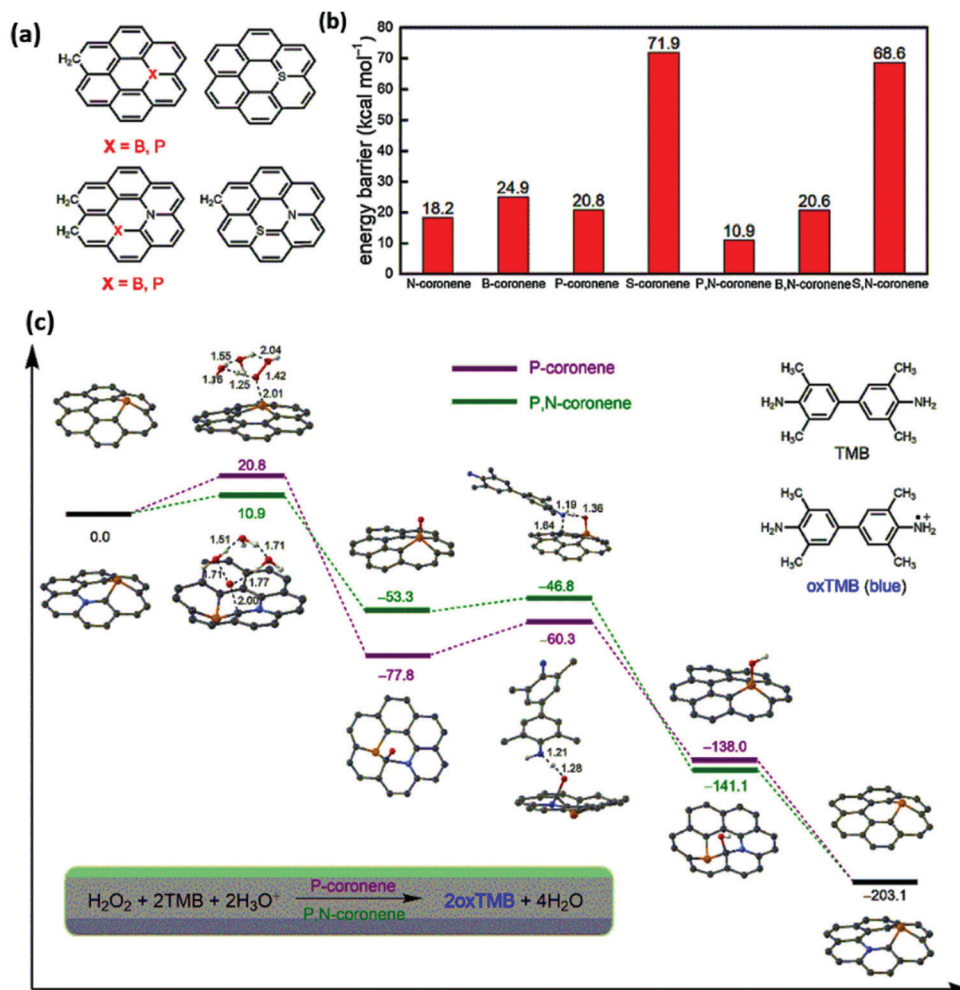 (a)
H₂C
X
S
X = B, P
H₂C
N
H₂C
X
H₂C
N
S
X = B, P
(b)
energy barrier (kcal mol⁻¹)
80
70
60
50
40
30
20
10
0
18.2
24.9
20.8
71.9
10.9
20.6
68.6
N-coronene B-coronene P-coronene S-coronene P,N-coronene B,N-coronene S,N-coronene
(c)
1.55
2.04
1.16
1.25
1.42
2.01
P-coronene
P,N-coronene
CH₃
CH₃
H₂N
NH₂
H₃C
CH₃
TMB
20.8
10.9
0.0
1.19
1.36
1.84
1.51
1.71
1.71
1.77
2.00
CH₃
CH₃
H₂N
NH₂
H₃C
CH₃
oxTMB (blue)
−53.3
−46.8
−77.8
−60.3
1.21
1.28
−138.0
−141.1
−203.1
H₂O₂ + 2TMB + 2H₃O⁺
P-coronene
P,N-coronene
2oxTMB + 4H₂O